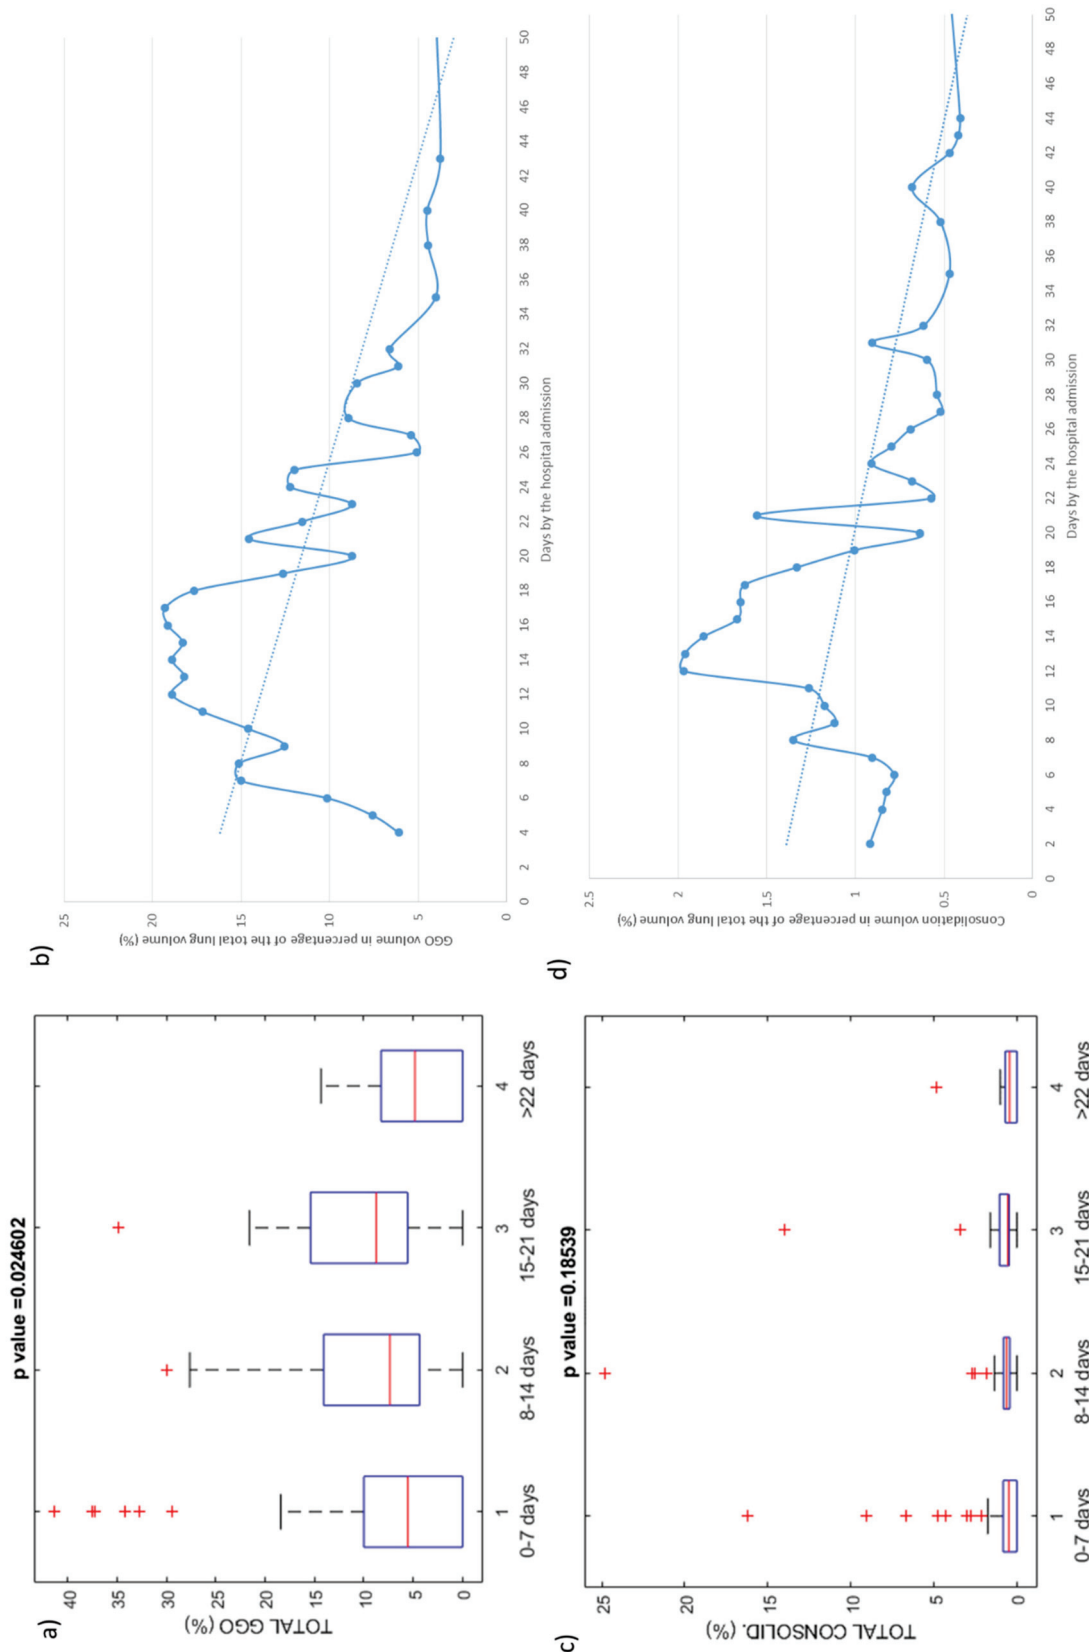 a)
p value =0.024602
TOTAL GGO (%)
40
35
30
25
20
15
10
5
0
1 2 3 4
0-7 days 8-14 days 15-21 days >22 days
b)
GGO volume in percentage of the total lung volume (%)
25
20
15
10
5
0
0 2 4 6 8 10 12 14 16 18 20 22 24 26 28 30 32 34 36 38 40 42 44 46 48 50
Days by the hospital admission
c)
p value =0.18539
TOTAL CONSOLID. (%)
25
20
15
10
5
0
1 2 3 4
0-7 days 8-14 days 15-21 days >22 days
d)
Consolidation volume in percentage of the total lung volume (%)
2.5
2
1.5
1
0.5
0
0 2 4 6 8 10 12 14 16 18 20 22 24 26 28 30 32 34 36 38 40 42 44 46 48 50
Days by the hospital admission